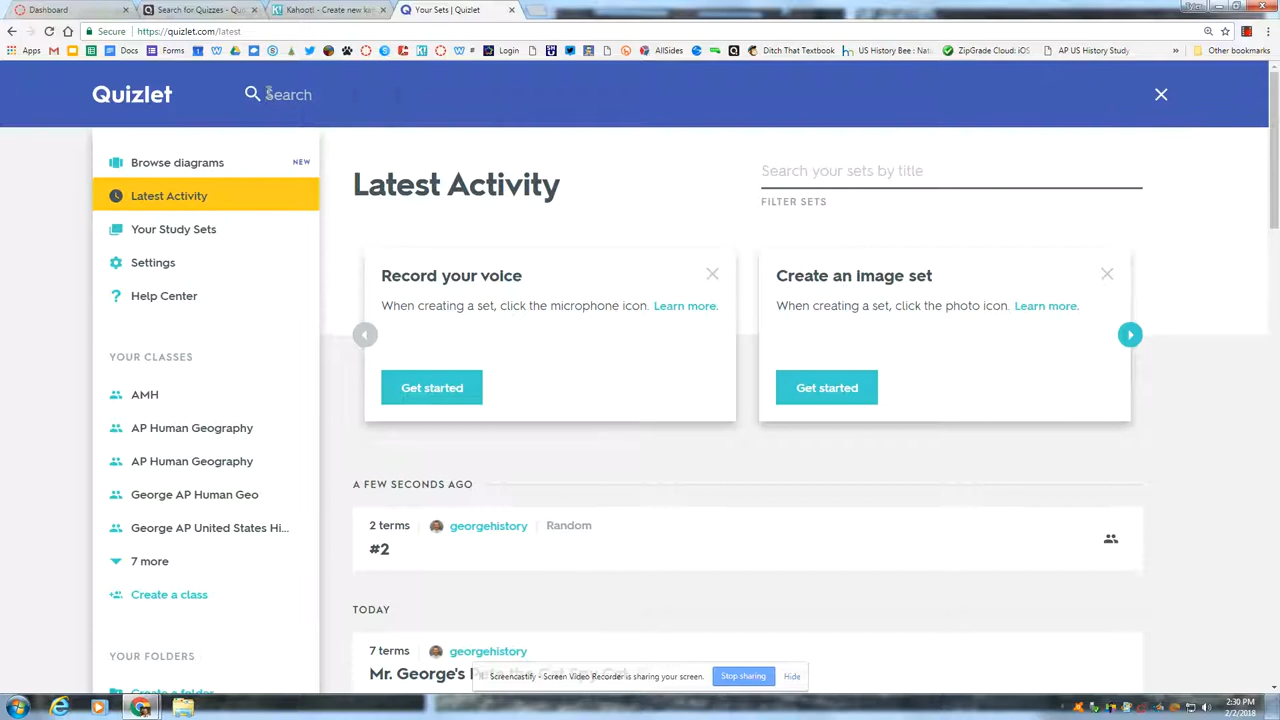 Dashboard
Search for Quizzes - Qui
Kahoot! - Create new ka
Your Sets | Quizlet
Secure
https://quizlet.com/latest
Apps
Docs
Forms
Login
AllSides
Ditch That Textbook
US History Bee : Nat
ZipGrade Cloud: iOS
AP US History Study
»
Other bookmarks
Quizlet
Search
Browse diagrams
NEW
Latest Activity
Your Study Sets
Settings
Help Center
YOUR CLASSES
AMH
AP Human Geography
AP Human Geography
George AP Human Geo
George AP United States Hi...
7 more
Create a class
YOUR FOLDERS
Create a folder
Latest Activity
Search your sets by title
FILTER SETS
Record your voice
When creating a set, click the microphone icon. Learn more.
Get started
Create an image set
When creating a set, click the photo icon. Learn more.
Get started
A FEW SECONDS AGO
2 terms
georgehistory
Random
#2
TODAY
7 terms
georgehistory
Mr. George's
Screencastify - Screen Video Recorder is sharing your screen.
Stop sharing
Hide
2:30 PM
2/2/2018